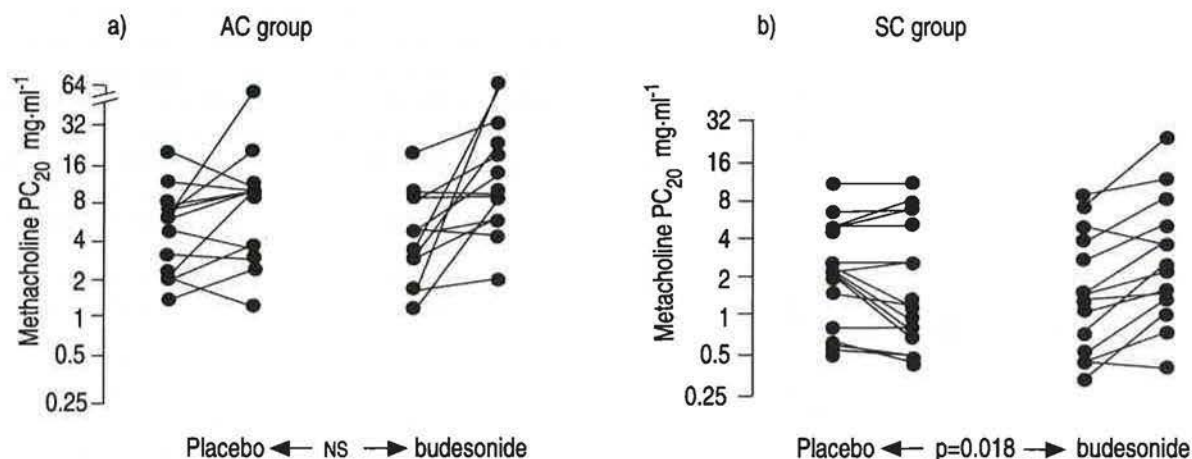 a) AC group
Methacholine PC20 mg·ml-1
64
32
16
8
4
2
1
0.5
0.25
Placebo ◄— NS —► budesonide
b) SC group
Metacholine PC20 mg·ml-1
32
16
8
4
2
1
0.5
0.25
Placebo ◄— p=0.018 —► budesonide